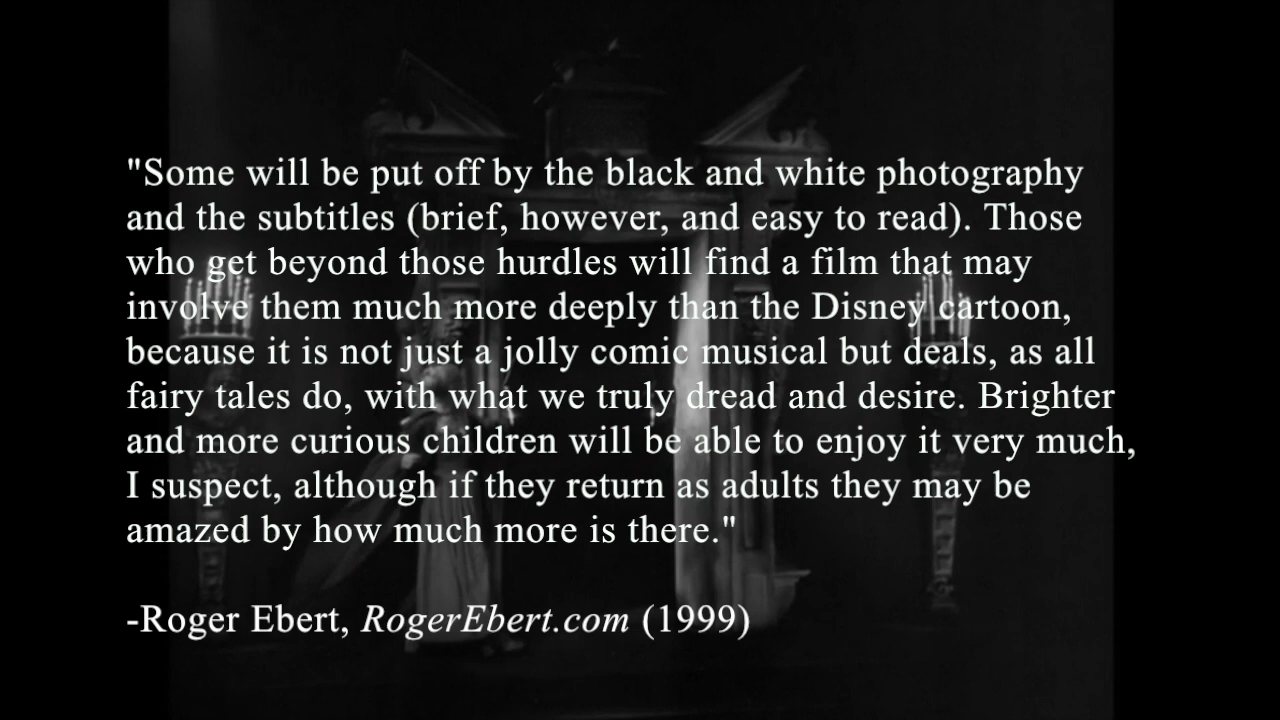 "Some will be put off by the black and white photography
and the subtitles (brief, however, and easy to read). Those
who get beyond those hurdles will find a film that may
involve them much more deeply than the Disney cartoon,
because it is not just a jolly comic musical but deals, as all
fairy tales do, with what we truly dread and desire. Brighter
and more curious children will be able to enjoy it very much,
I suspect, although if they return as adults they may be
amazed by how much more is there."
-Roger Ebert, RogerEbert.com (1999)